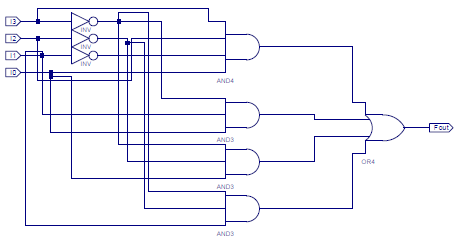 I3
INV
I2
INV
I1
INV
I0
AND4
AND3
Fout
OR4
AND3
AND3